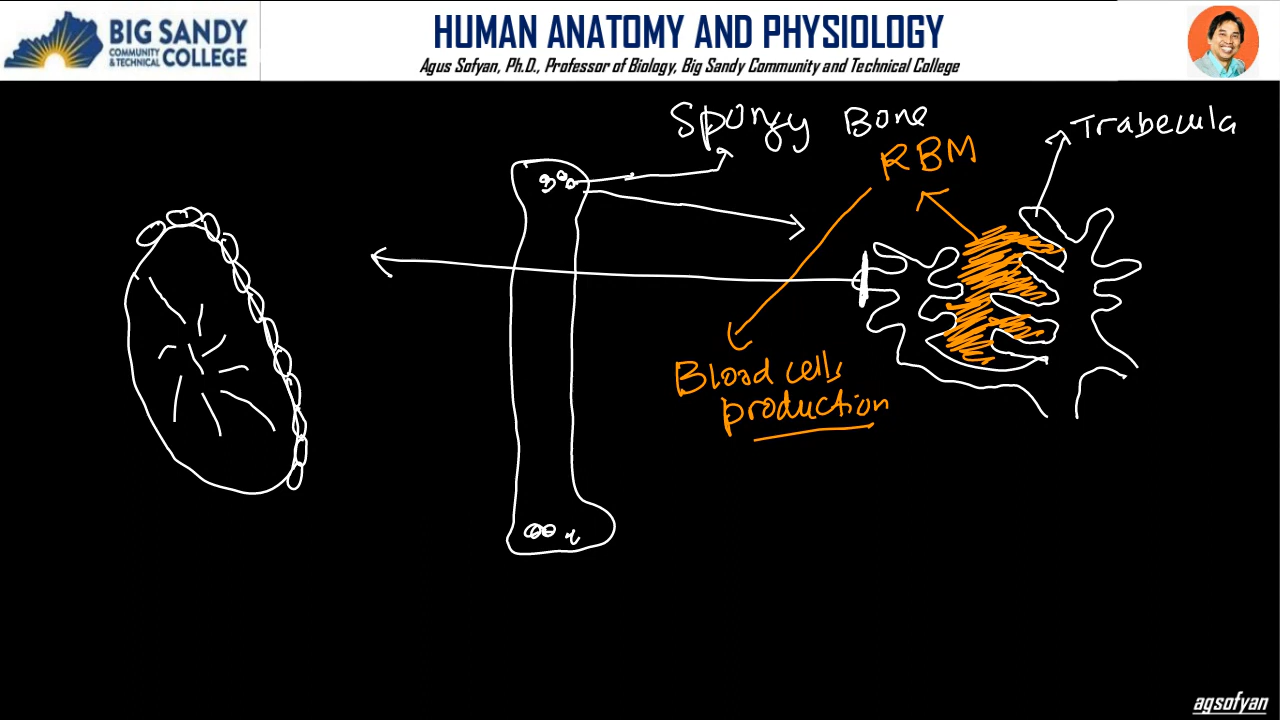 BIG SANDY
COMMUNITY
& TECHNICAL COLLEGE
HUMAN ANATOMY AND PHYSIOLOGY
Agus Sofyan, Ph.D., Professor of Biology, Big Sandy Community and Technical College
Spongy Bone
Trabecula
RBM
Blood cells
production
agsofyan